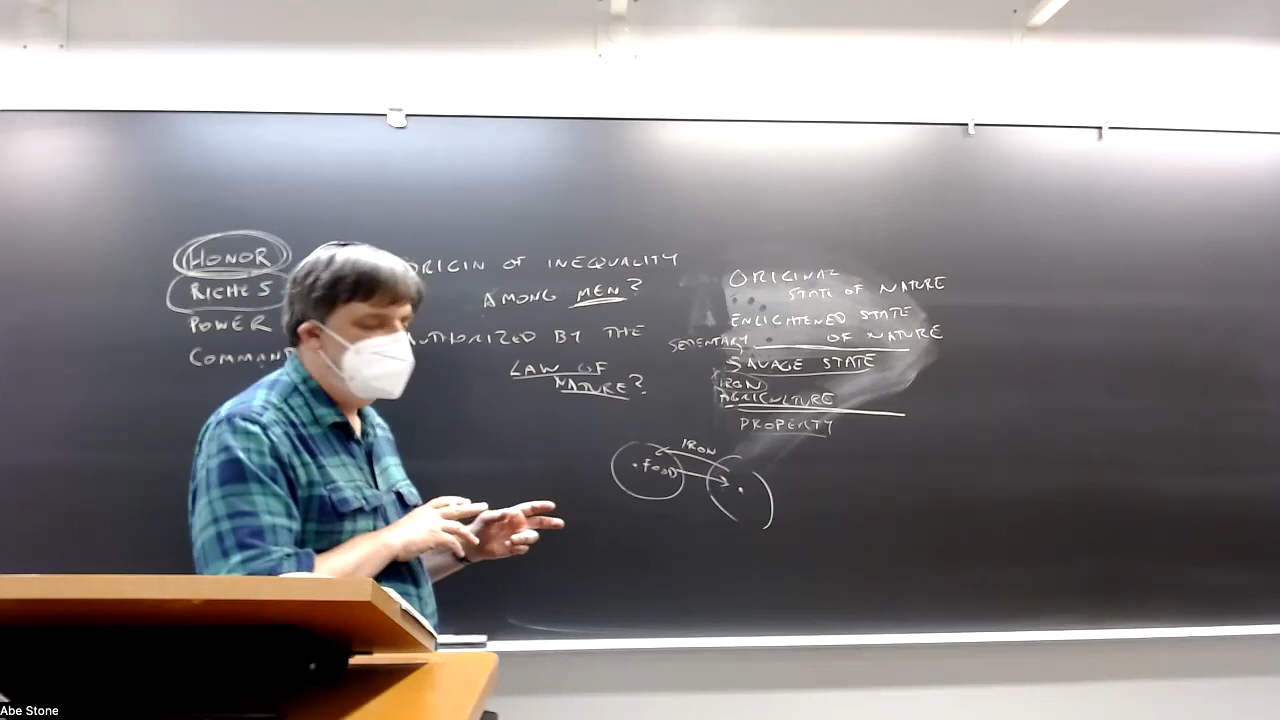 HONOR
RICHES
POWER
COMMAND
ORIGIN OF INEQUALITY
AMONG MEN?
AUTHORIZED BY THE
LAW OF
NATURE?
ORIGINAL
STATE OF NATURE
ENLIGHTENED STATE
OF NATURE
SEDENTARY
SAVAGE STATE
IRON
AGRICULTURE
PROPERTY
IRON
FOOD
Abe Stone